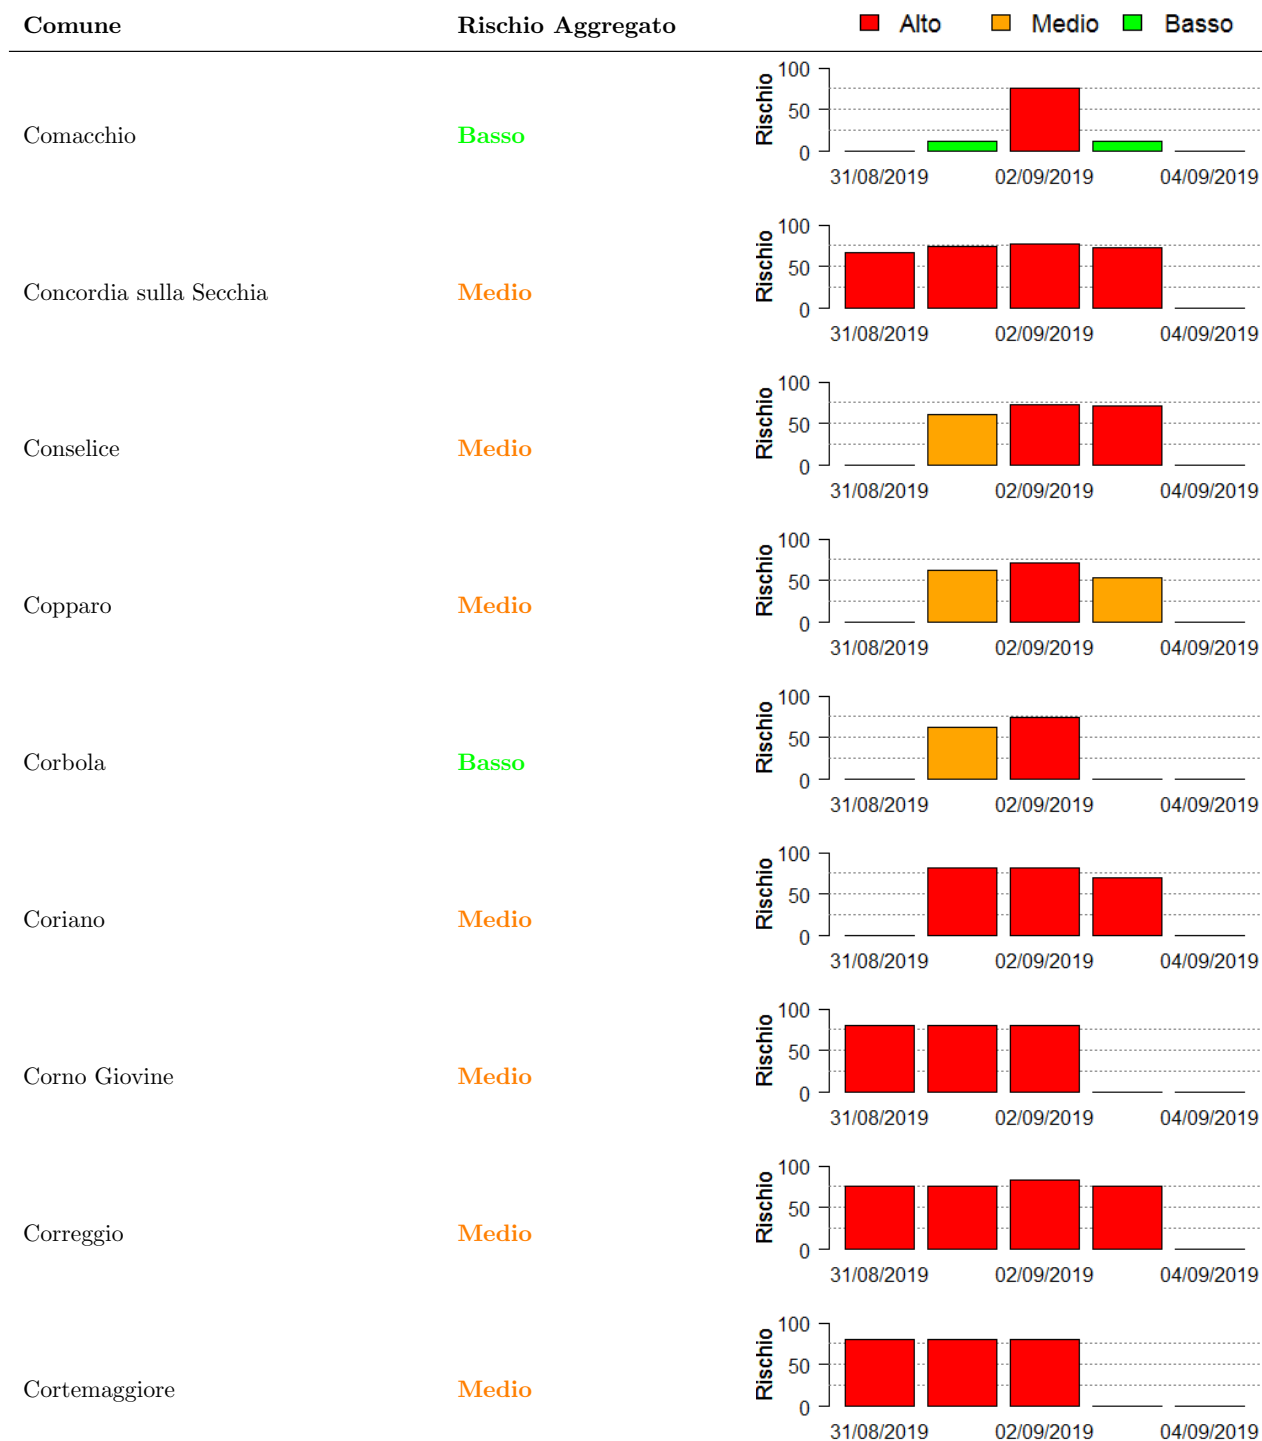 Comune Rischio Aggregato Alto Medio Basso
Comacchio Basso Rischio 100 50 0
31/08/2019 02/09/2019 04/09/2019
Concordia sulla Secchia Medio Rischio 100 50 0
31/08/2019 02/09/2019 04/09/2019
Conselice Medio Rischio 100 50 0
31/08/2019 02/09/2019 04/09/2019
Copparo Medio Rischio 100 50 0
31/08/2019 02/09/2019 04/09/2019
Corbola Basso Rischio 100 50 0
31/08/2019 02/09/2019 04/09/2019
Coriano Medio Rischio 100 50 0
31/08/2019 02/09/2019 04/09/2019
Corno Giovine Medio Rischio 100 50 0
31/08/2019 02/09/2019 04/09/2019
Correggio Medio Rischio 100 50 0
31/08/2019 02/09/2019 04/09/2019
Cortemaggiore Medio Rischio 100 50 0
31/08/2019 02/09/2019 04/09/2019